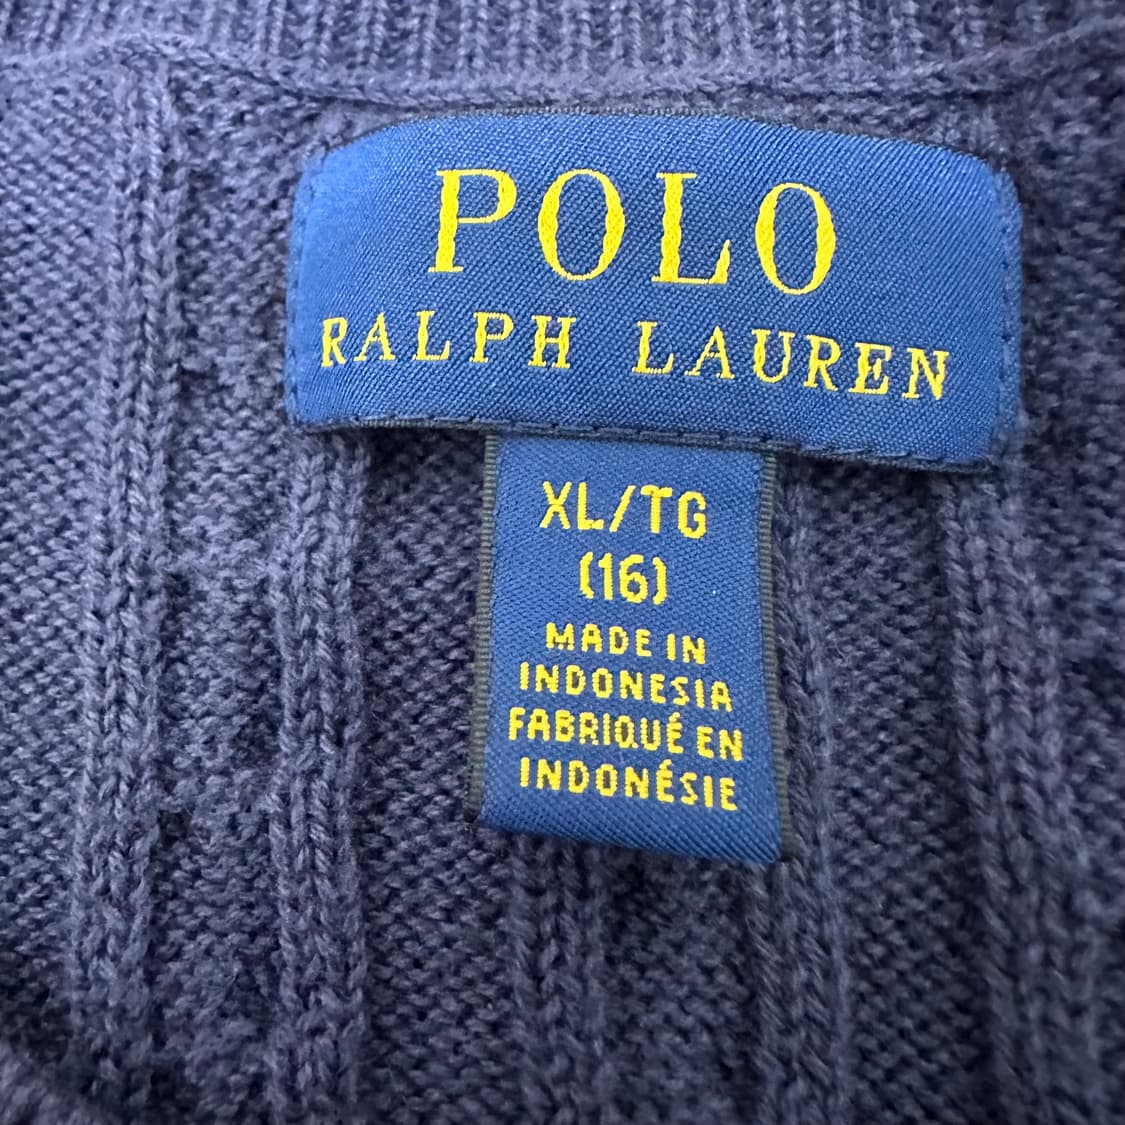 POLO
RALPH LAUREN
XL/TG
(16)
MADE IN
INDONESIA
FABRIQUÉ EN
INDONÉSIE